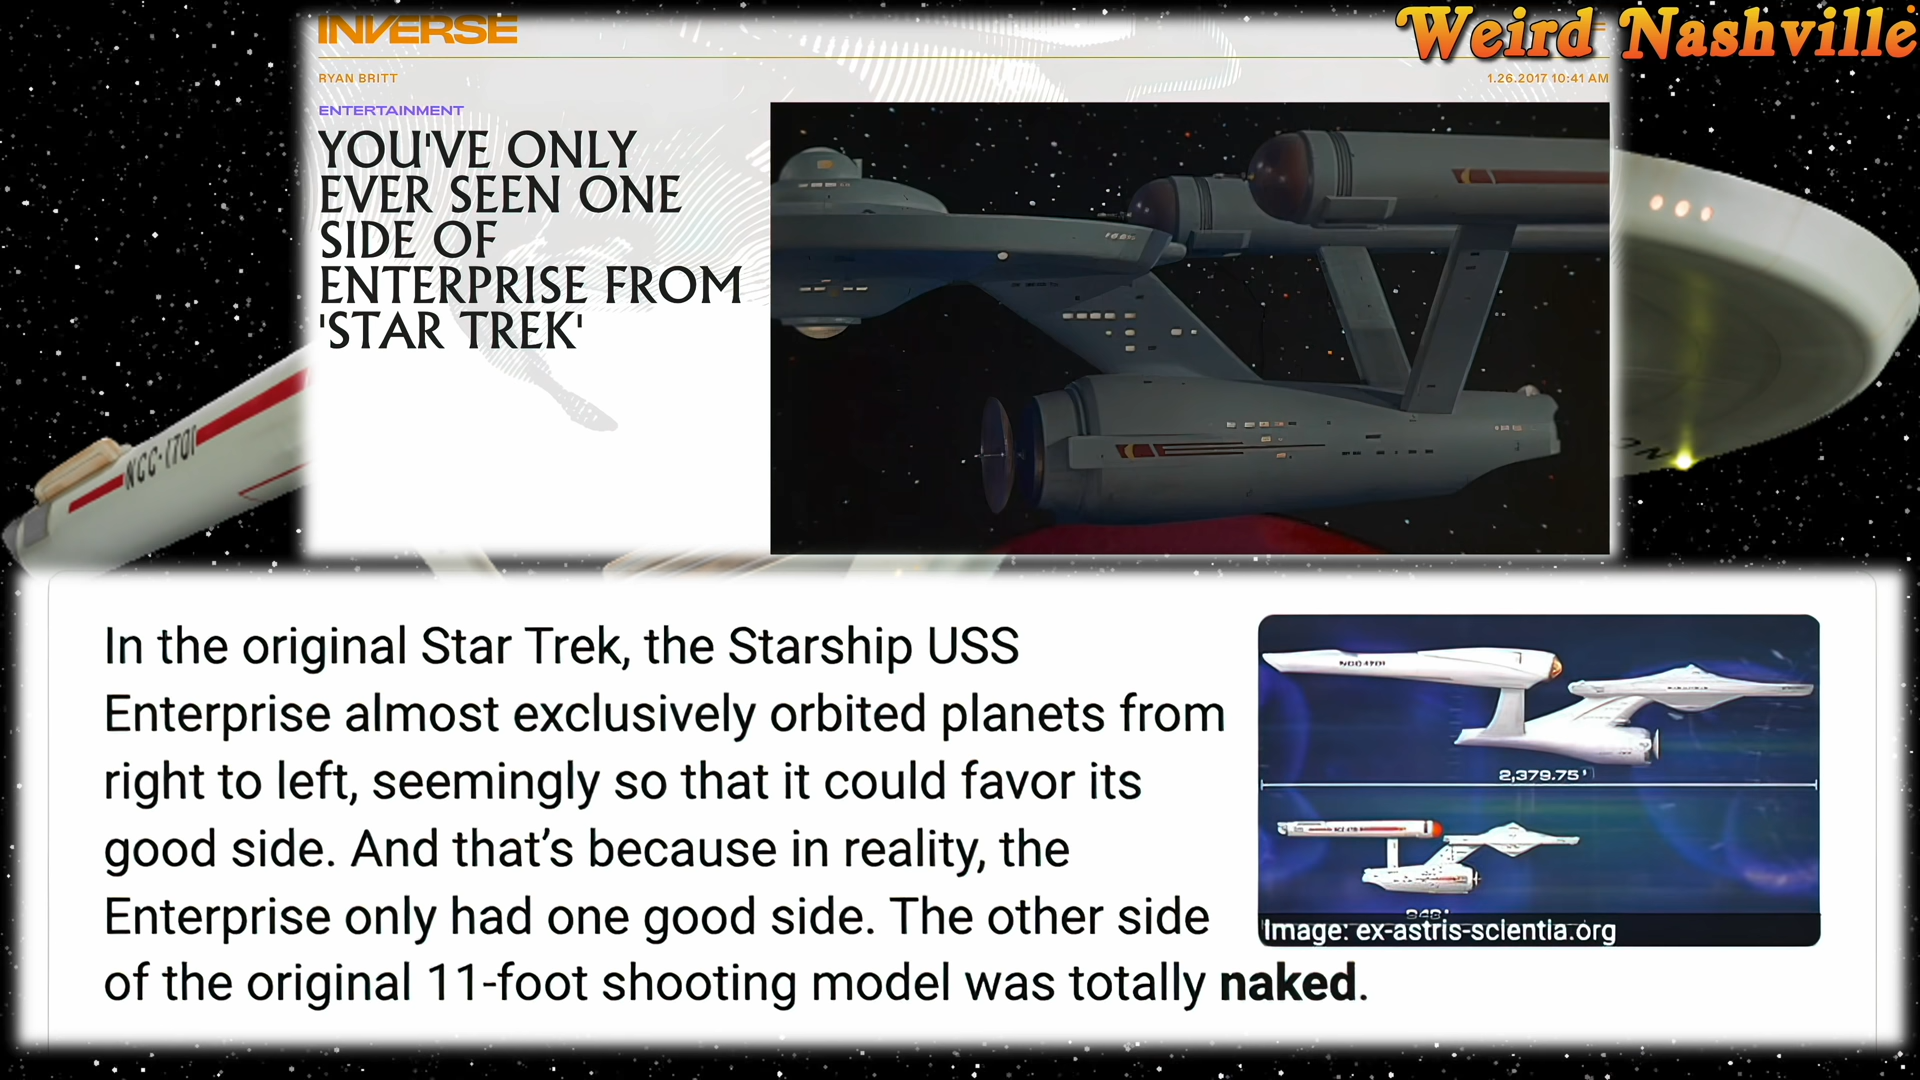 INVERSE
Weird Nashville
RYAN BRITT
1.26.2017 10:41 AM
ENTERTAINMENT
YOU'VE ONLY
EVER SEEN ONE
SIDE OF
ENTERPRISE FROM
'STAR TREK'
NCC-1701
In the original Star Trek, the Starship USS
Enterprise almost exclusively orbited planets from
right to left, seemingly so that it could favor its
good side. And that's because in reality, the
Enterprise only had one good side. The other side
of the original 11-foot shooting model was totally naked.
NCC-1701
2,379.75'
Image: ex-astris-scientia.org